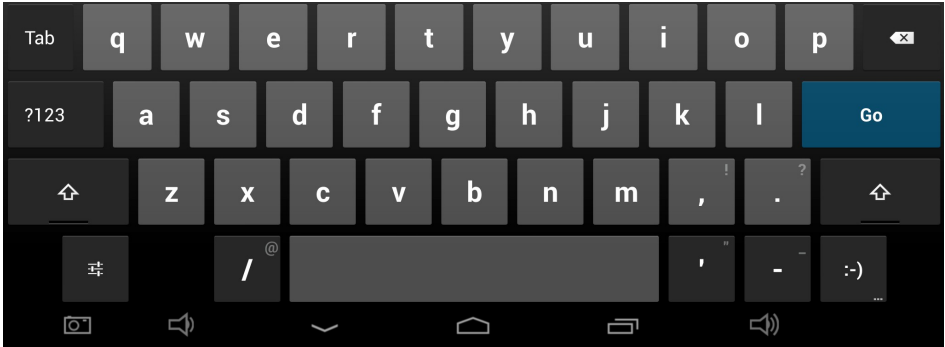 Tab q w e r t y u i o p
?123 a s d f g h j k l Go
z x c v b n m , ! . ?
/ @ ' " - _ :-) ...